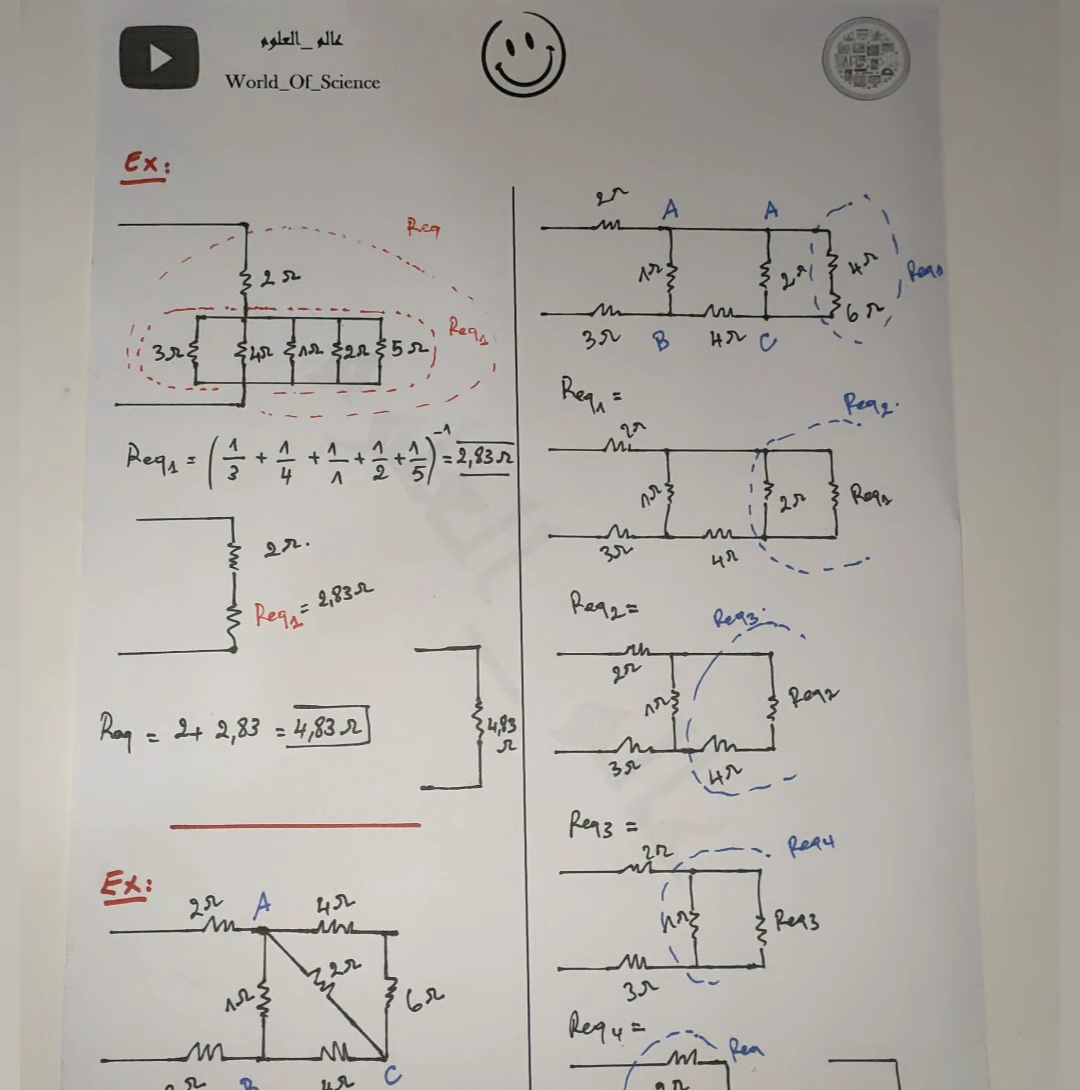 عالم_العلوم
World_Of_Science
Ex:
Req
2Ω
Req1
3Ω 4Ω 1Ω 2Ω 5Ω
Req1 = (1/3 + 1/4 + 1/1 + 1/2 + 1/5)^-1 = 2,83Ω
2Ω.
Req1 = 2,83Ω
Req = 2 + 2,83 = 4,83Ω
4,83
Ω
Ex:
2Ω A 4Ω
1Ω 2Ω 6Ω
B 4Ω C
2Ω A A
1Ω 2Ω 4Ω Req1
6Ω
3Ω B 4Ω C
Req1 =
Req2.
2Ω
1Ω 2Ω Req1
3Ω 4Ω
Req2 =
Req3.
2Ω
1Ω Req2
3Ω 4Ω
Req3 =
2Ω Req4
1Ω Req3
3Ω
Req4 =
Req
2Ω